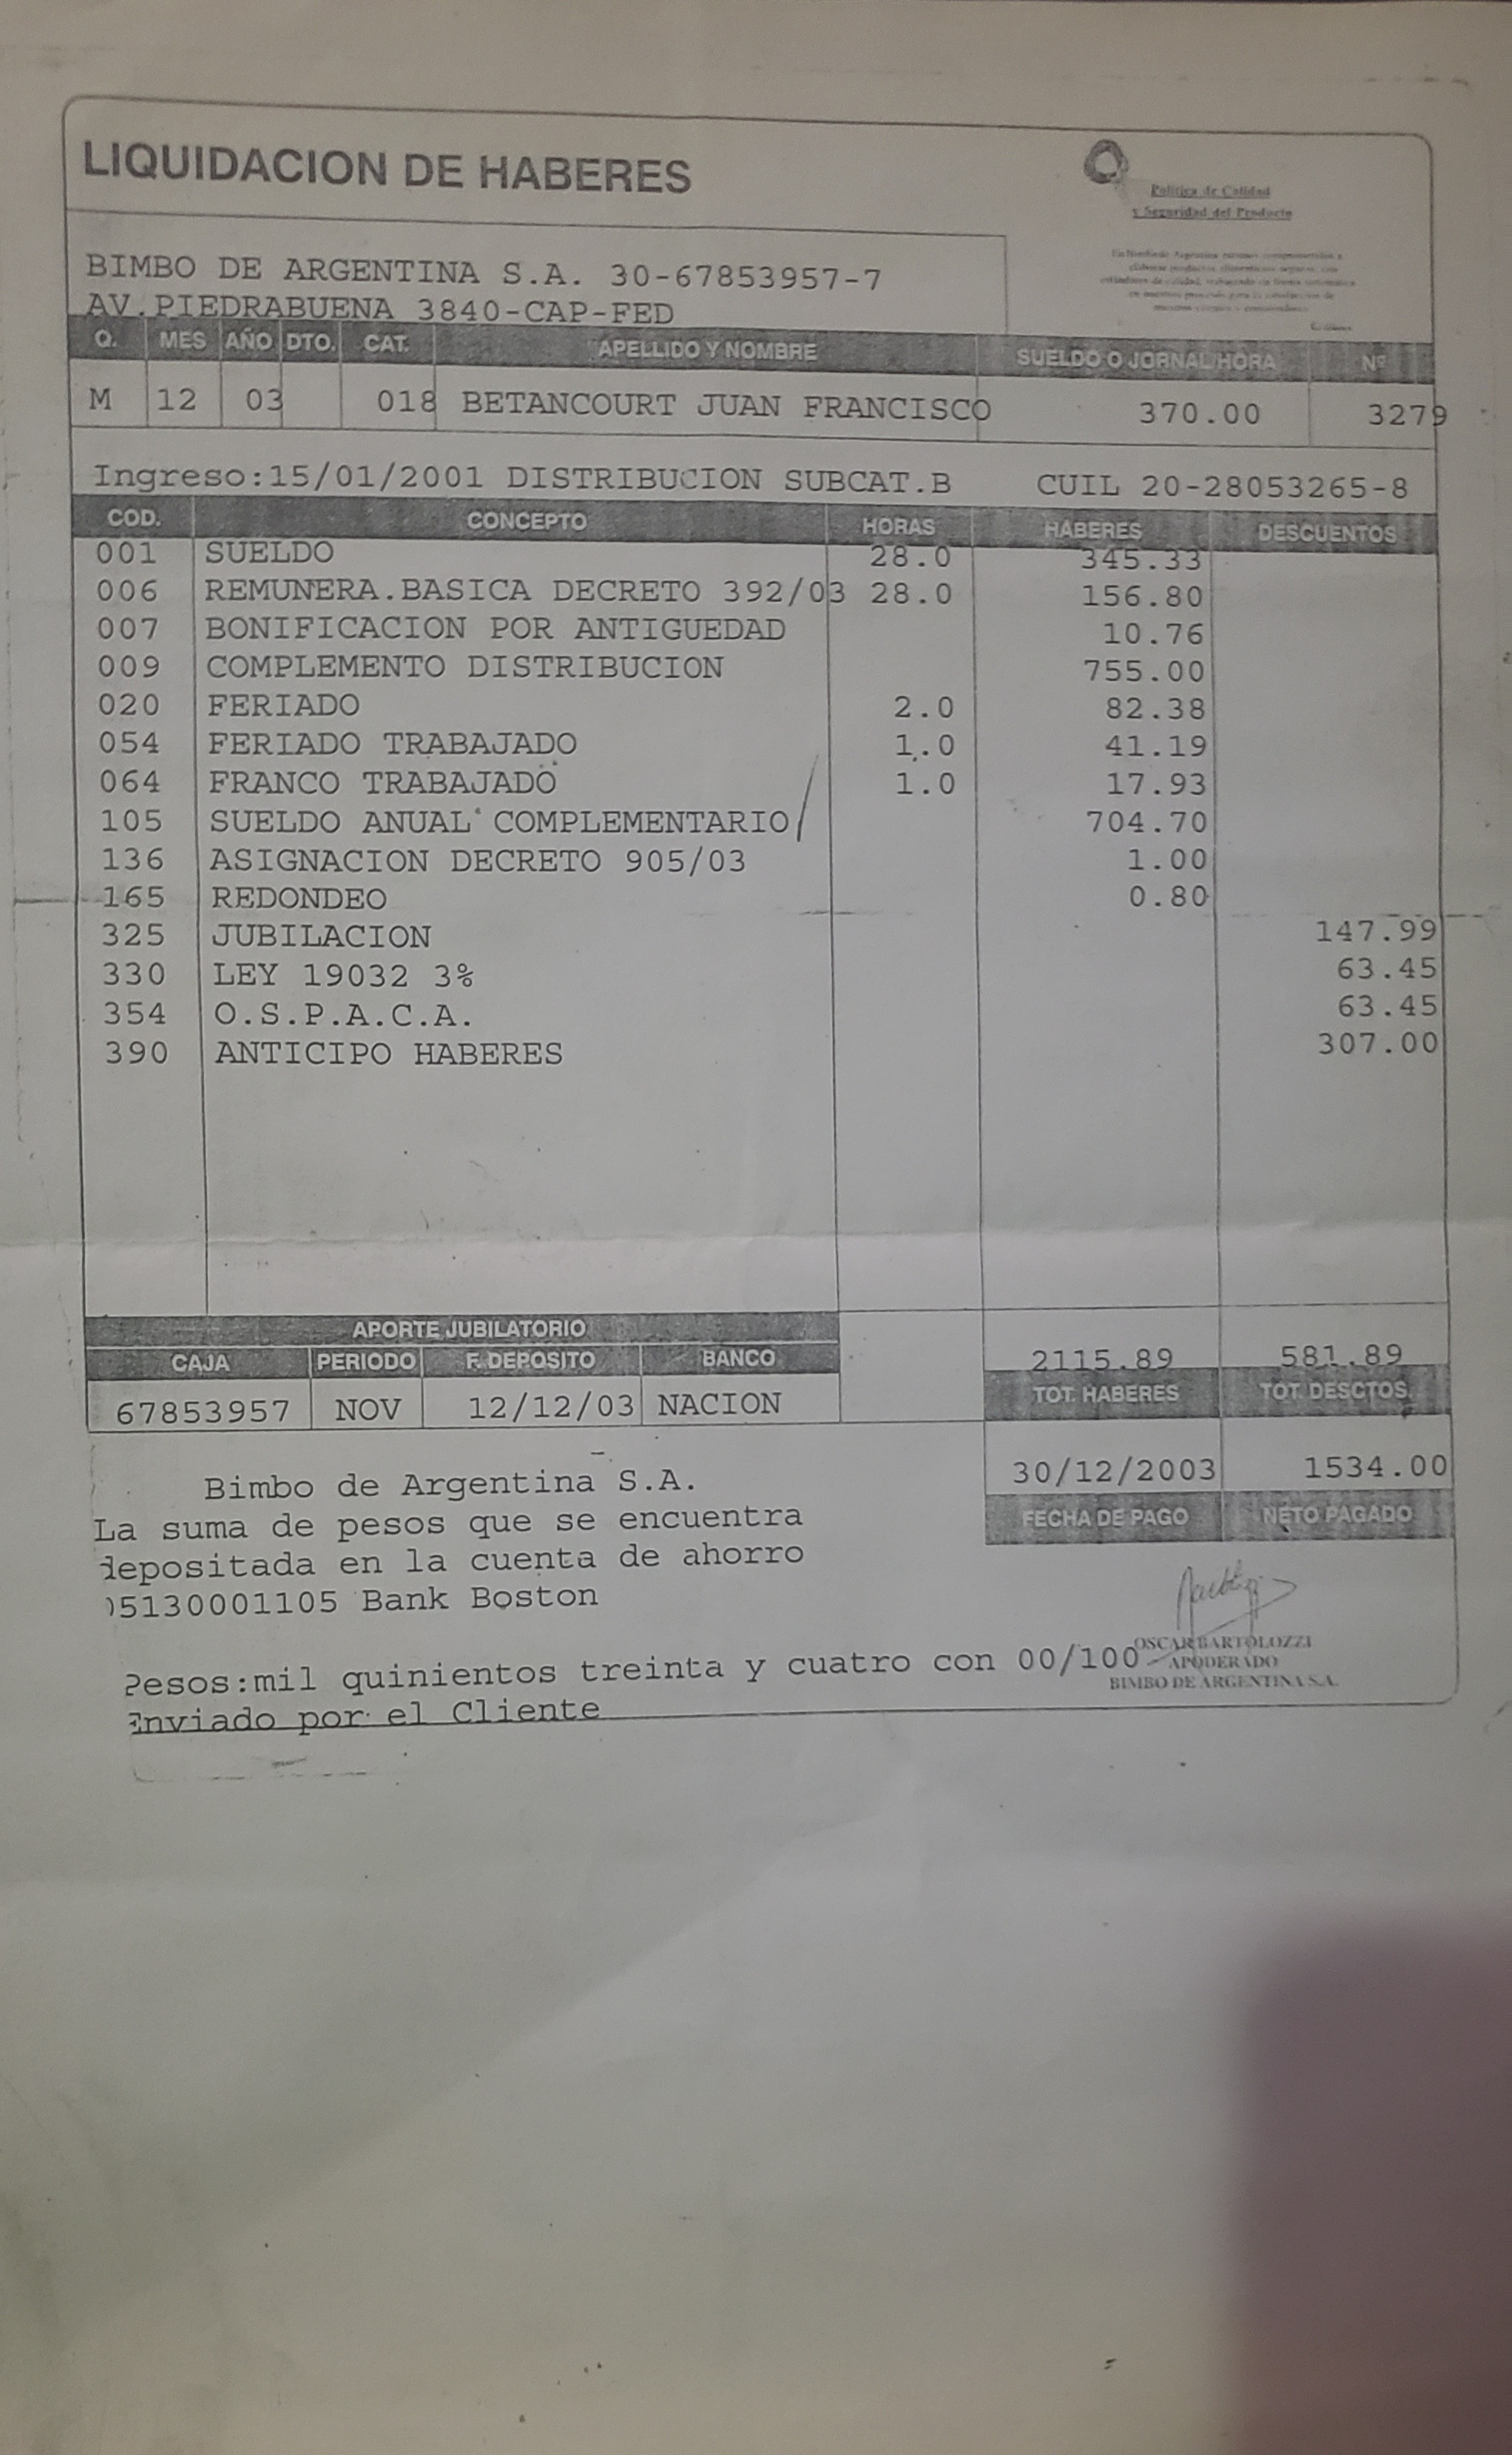 LIQUIDACION DE HABERES
Politica de Calidad
y Seguridad del Producto
BIMBO DE ARGENTINA S.A. 30-67853957-7
AV.PIEDRABUENA 3840-CAP-FED
Q. MES AÑO DTO. CAT. APELLIDO Y NOMBRE SUELDO O JORNAL/HORA Nº
M 12 03 018 BETANCOURT JUAN FRANCISCO 370.00 3279
Ingreso:15/01/2001 DISTRIBUCION SUBCAT.B CUIL 20-28053265-8
COD. CONCEPTO HORAS HABERES DESCUENTOS
001 SUELDO 28.0 345.33
006 REMUNERA.BASICA DECRETO 392/03 28.0 156.80
007 BONIFICACION POR ANTIGUEDAD 10.76
009 COMPLEMENTO DISTRIBUCION 755.00
020 FERIADO 2.0 82.38
054 FERIADO TRABAJADO 1.0 41.19
064 FRANCO TRABAJADO 1.0 17.93
105 SUELDO ANUAL COMPLEMENTARIO 704.70
136 ASIGNACION DECRETO 905/03 1.00
165 REDONDEO 0.80
325 JUBILACION 147.99
330 LEY 19032 3% 63.45
354 O.S.P.A.C.A. 63.45
390 ANTICIPO HABERES 307.00
APORTE JUBILATORIO
CAJA PERIODO F. DEPOSITO BANCO 2115.89 581.89
TOT. HABERES TOT. DESCTOS.
67853957 NOV 12/12/03 NACION
30/12/2003 1534.00
FECHA DE PAGO NETO PAGADO
Bimbo de Argentina S.A.
La suma de pesos que se encuentra
depositada en la cuenta de ahorro
05130001105 Bank Boston
OSCAR BARTOLOZZI
APODERADO
BIMBO DE ARGENTINA S.A.
Pesos:mil quinientos treinta y cuatro con 00/100
Enviado por el Cliente